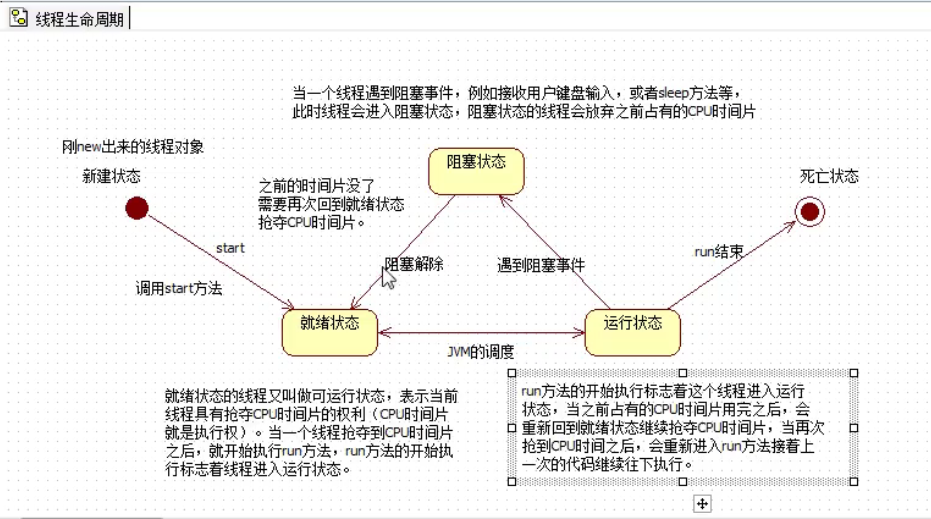 线程生命周期
当一个线程遇到阻塞事件，例如接收用户键盘输入，或者sleep方法等，
此时线程会进入阻塞状态，阻塞状态的线程会放弃之前占有的CPU时间片
刚new出来的线程对象
新建状态
阻塞状态
死亡状态
之前的时间片没了
需要再次回到就绪状态
抢夺CPU时间片。
start
调用start方法
阻塞解除
遇到阻塞事件
run结束
就绪状态
运行状态
JVM的调度
就绪状态的线程又叫做可运行状态，表示当前
线程具有抢夺CPU时间片的权利（CPU时间片
就是执行权）。当一个线程抢夺到CPU时间片
之后，就开始执行run方法，run方法的开始执
行标志着线程进入运行状态。
run方法的开始执行标志着这个线程进入运行
状态，当之前占有的CPU时间片用完之后，会
重新回到就绪状态继续抢夺CPU时间片，当再次
抢到CPU时间之后，会重新进入run方法接着上
一次的代码继续往下执行。